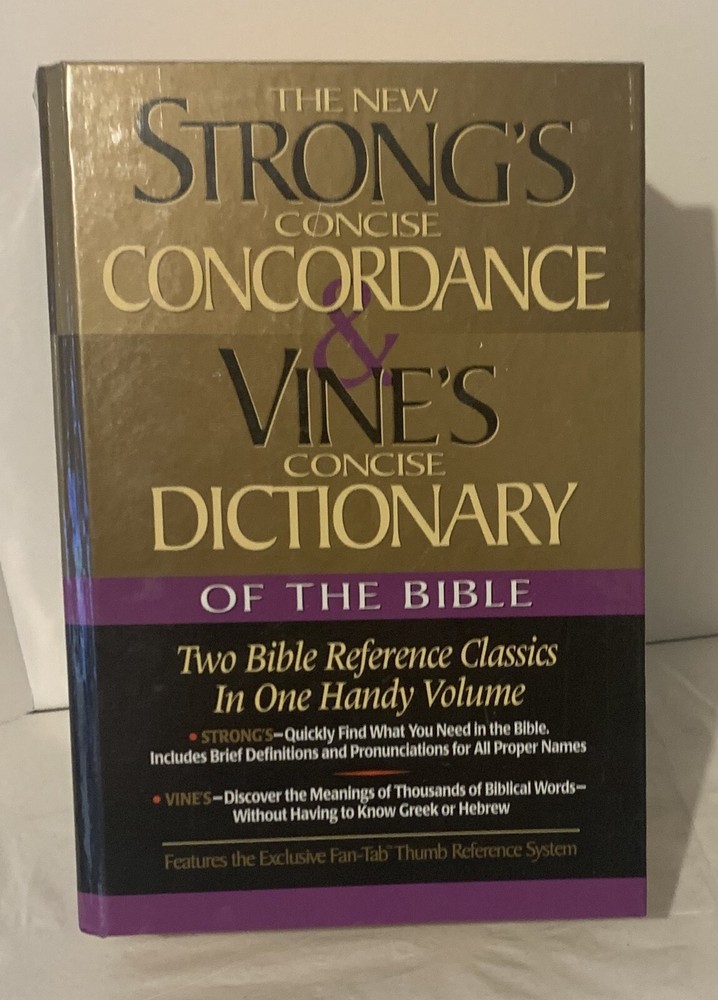 THE NEW
STRONG'S
CONCISE
CONCORDANCE
&
VINE'S
CONCISE
DICTIONARY
OF THE BIBLE
Two Bible Reference Classics
In One Handy Volume
• STRONG'S—Quickly Find What You Need in the Bible.
Includes Brief Definitions and Pronunciations for All Proper Names
• VINE'S—Discover the Meanings of Thousands of Biblical Words—
Without Having to Know Greek or Hebrew
Features the Exclusive Fan-Tab™ Thumb Reference System